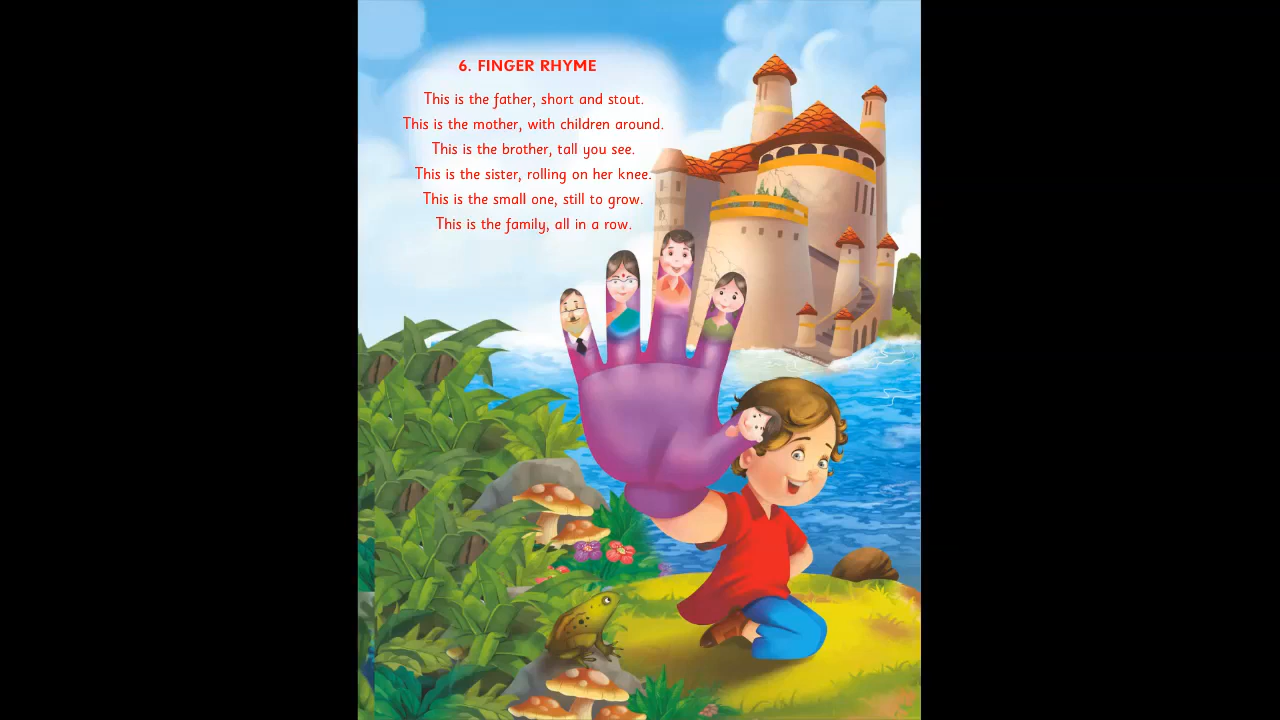 6. FINGER RHYME
This is the father, short and stout.
This is the mother, with children around.
This is the brother, tall you see.
This is the sister, rolling on her knee.
This is the small one, still to grow.
This is the family, all in a row.